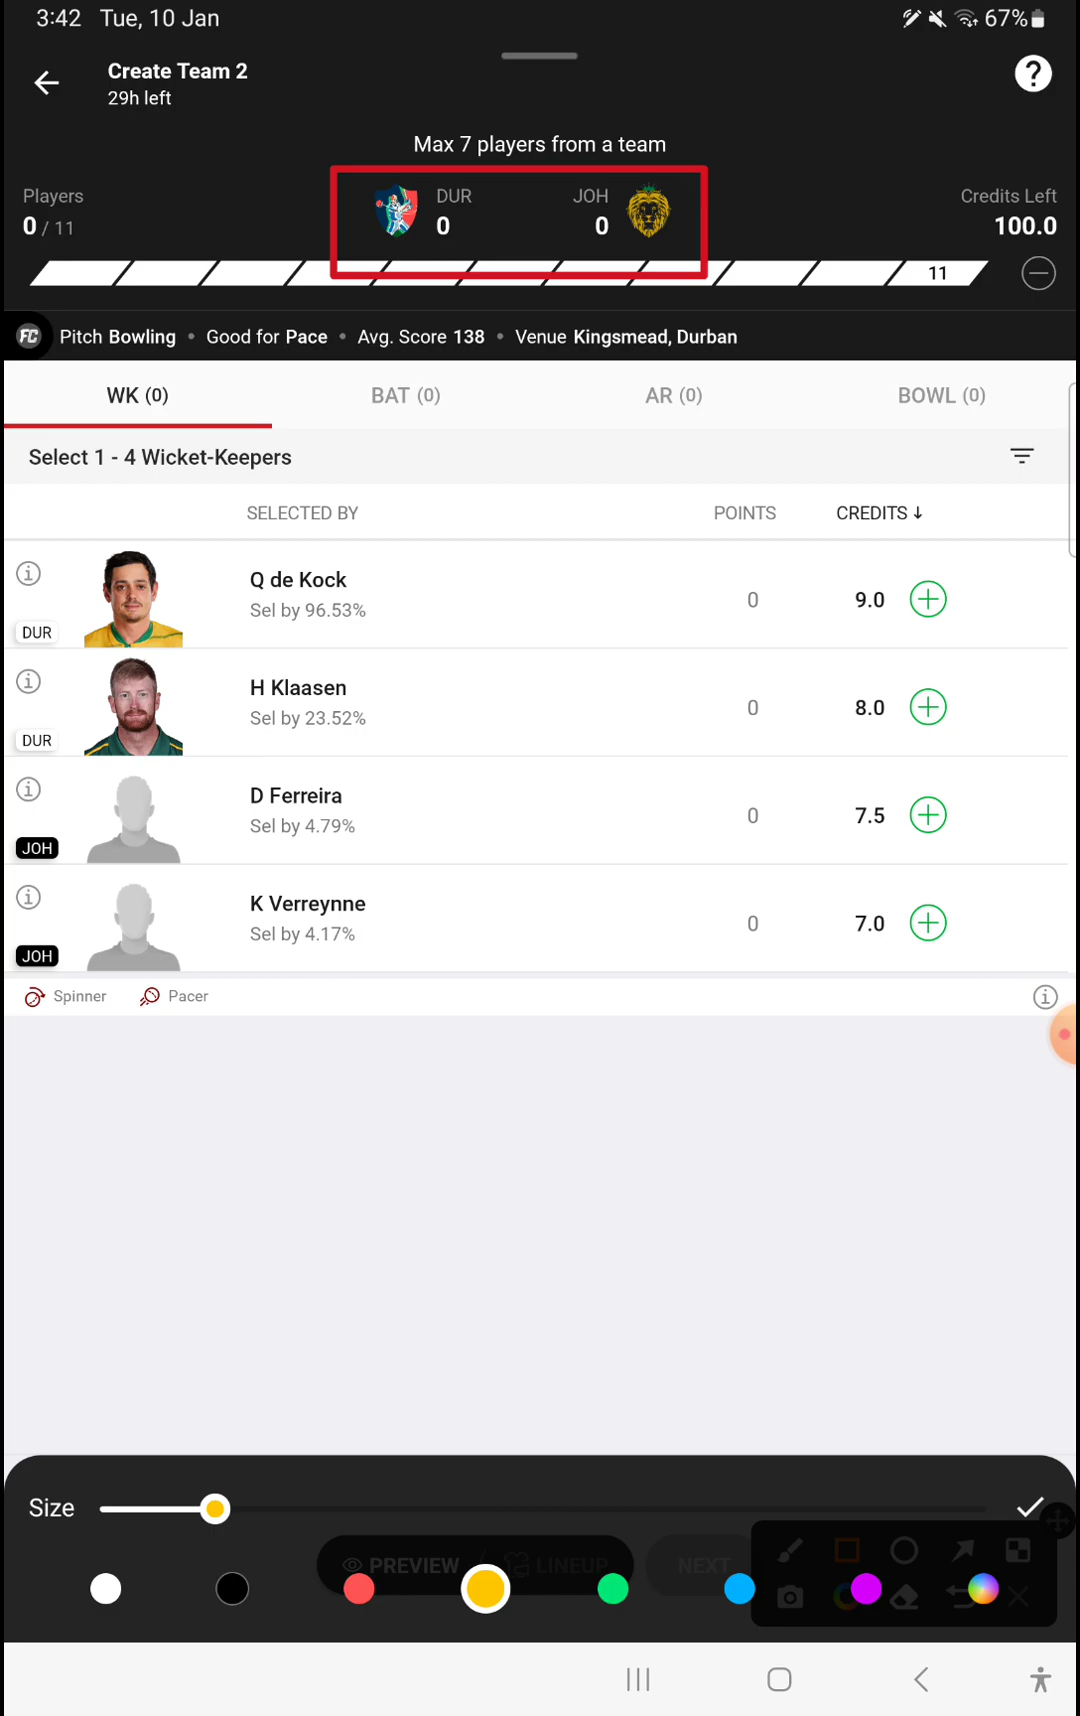 3:42 Tue, 10 Jan 67%
Create Team 2
29h left
Max 7 players from a team
Players DUR JOH Credits Left
0 / 11 0 0 100.0
11
FC Pitch Bowling • Good for Pace • Avg. Score 138 • Venue Kingsmead, Durban
WK (0) BAT (0) AR (0) BOWL (0)
Select 1 - 4 Wicket-Keepers
SELECTED BY POINTS CREDITS ↓
Q de Kock
Sel by 96.53% 0 9.0
DUR
H Klaasen
Sel by 23.52% 0 8.0
DUR
D Ferreira
Sel by 4.79% 0 7.5
JOH
K Verreynne
Sel by 4.17% 0 7.0
JOH
Spinner Pacer
Size
PREVIEW / LINEUP NEXT